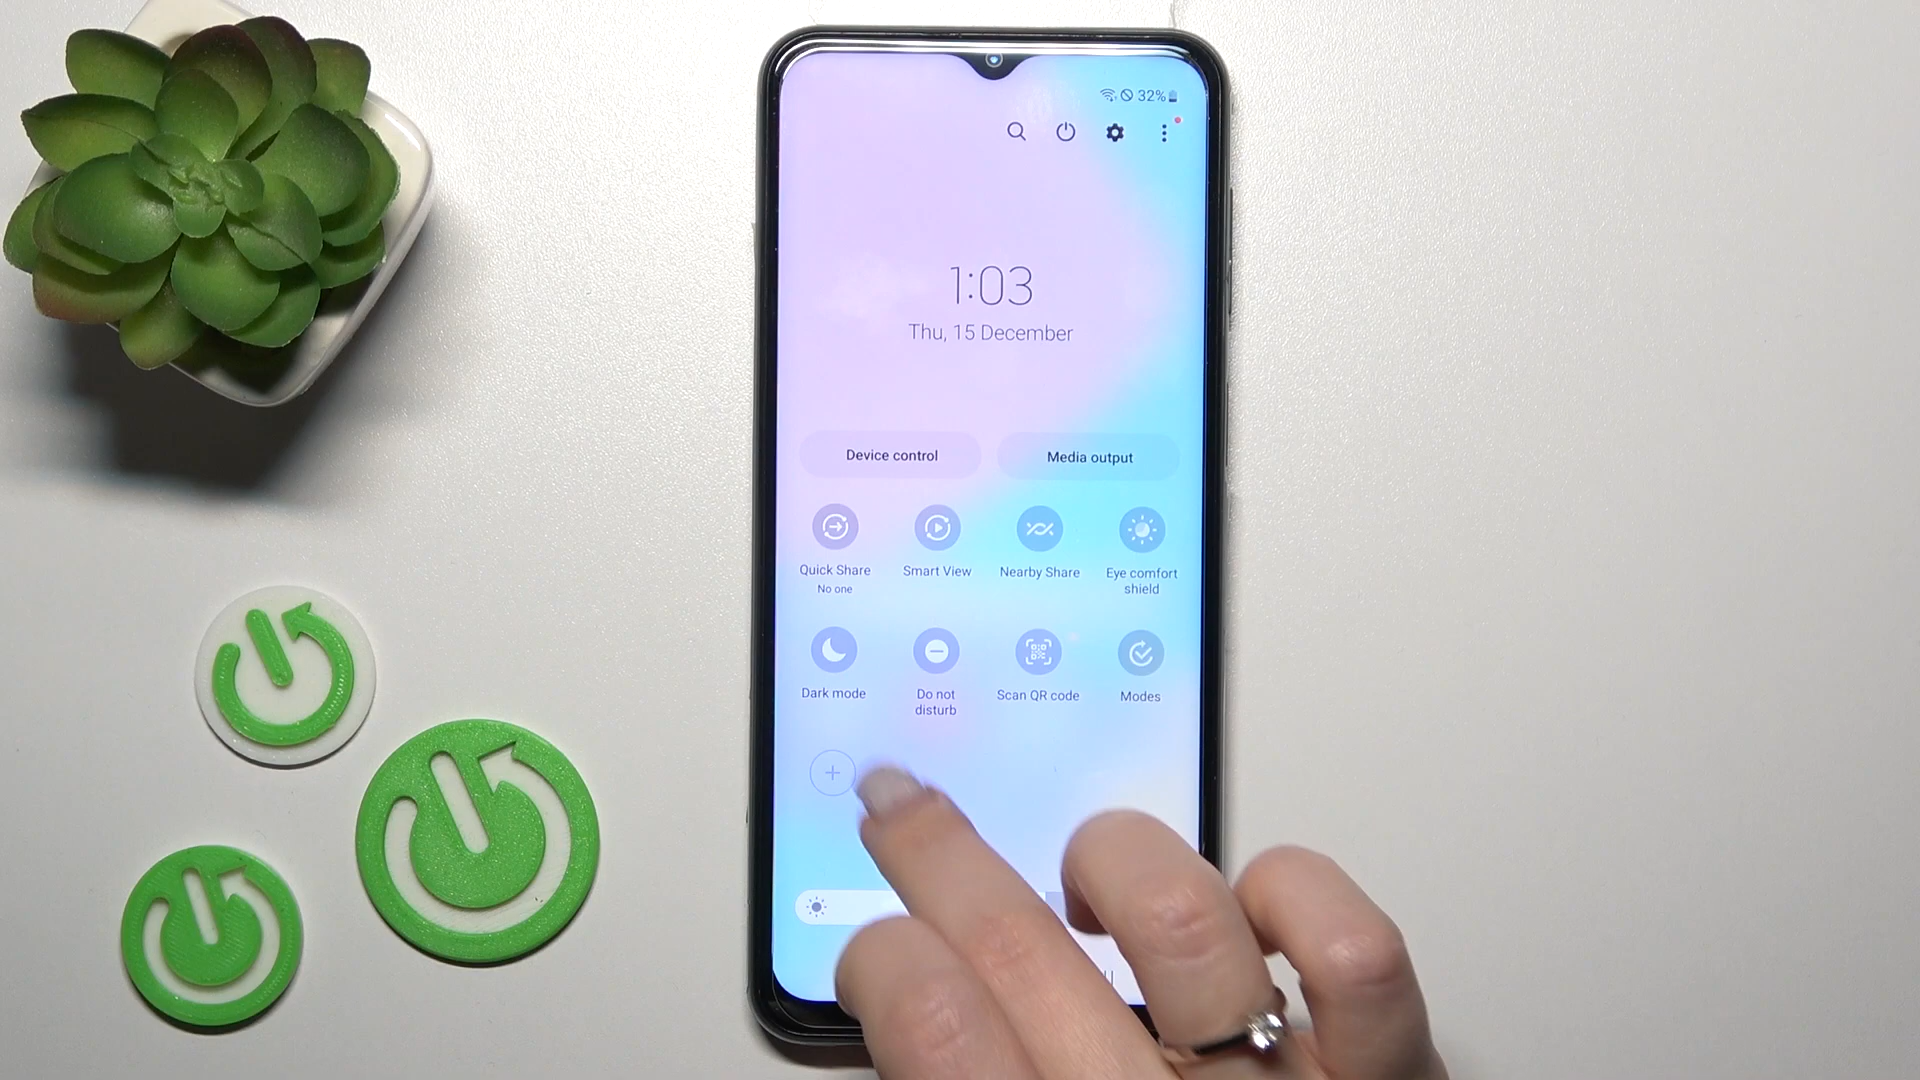 32%
1:03
Thu, 15 December
Device control
Media output
Quick Share
No one
Smart View
Nearby Share
Eye comfort
shield
Dark mode
Do not
disturb
Scan QR code
Modes